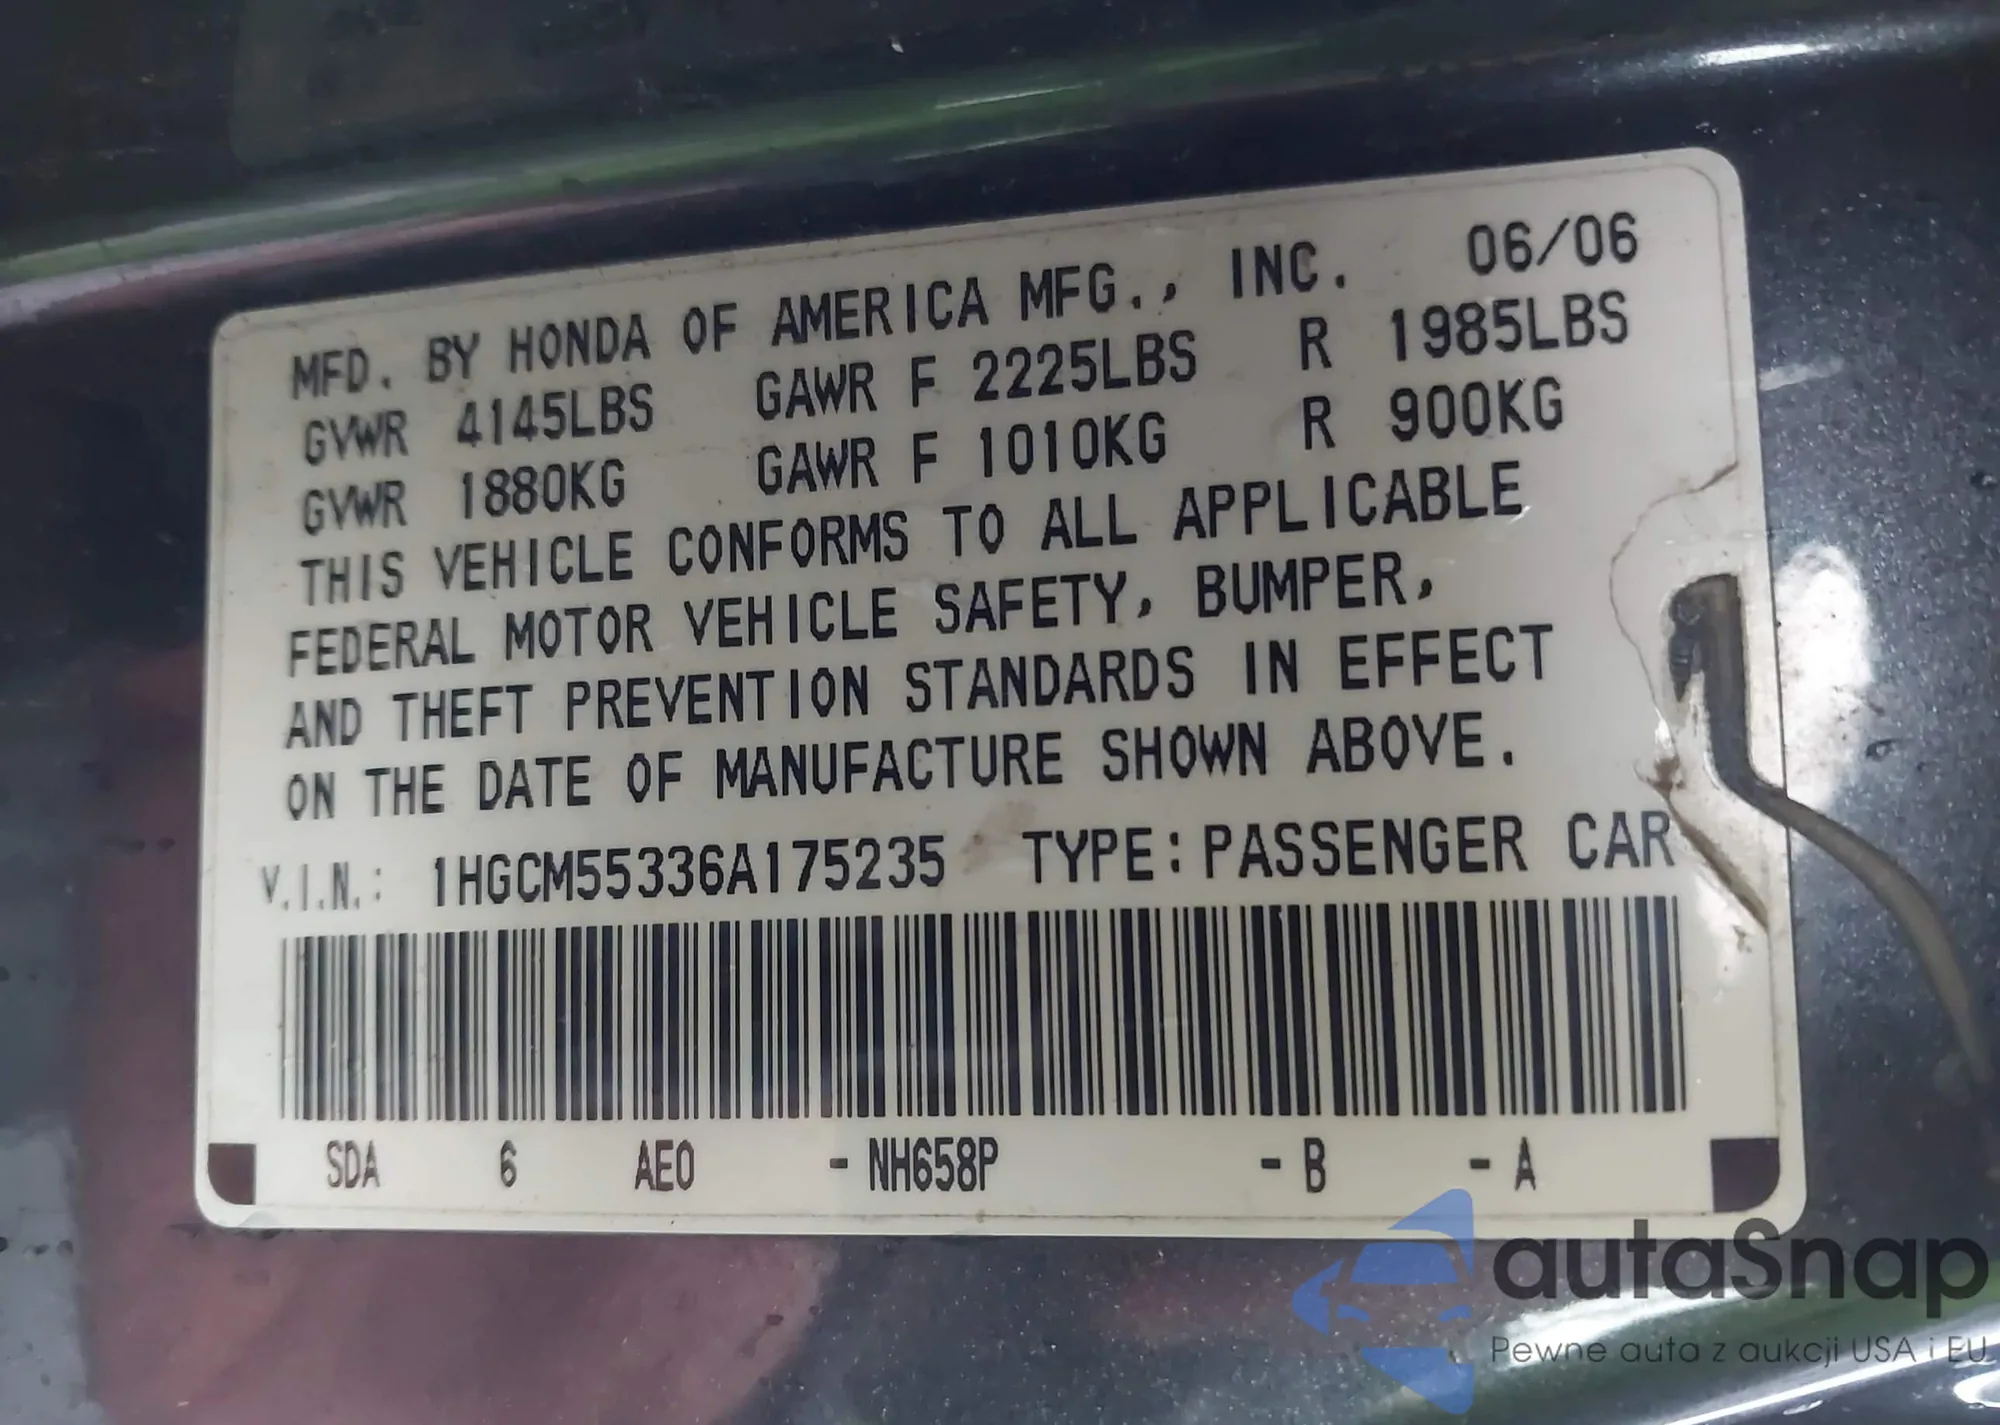 MFD. BY HONDA OF AMERICA MFG., INC. 06/06
GVWR 4145LBS GAWR F 2225LBS R 1985LBS
GVWR 1880KG GAWR F 1010KG R 900KG
THIS VEHICLE CONFORMS TO ALL APPLICABLE
FEDERAL MOTOR VEHICLE SAFETY, BUMPER,
AND THEFT PREVENTION STANDARDS IN EFFECT
ON THE DATE OF MANUFACTURE SHOWN ABOVE.
V.I.N.: 1HGCM55336A175235 TYPE:PASSENGER CAR
SDA 6 AE0 -NH658P -B -A
autaSnap
Pewne auta z aukcji USA i EU